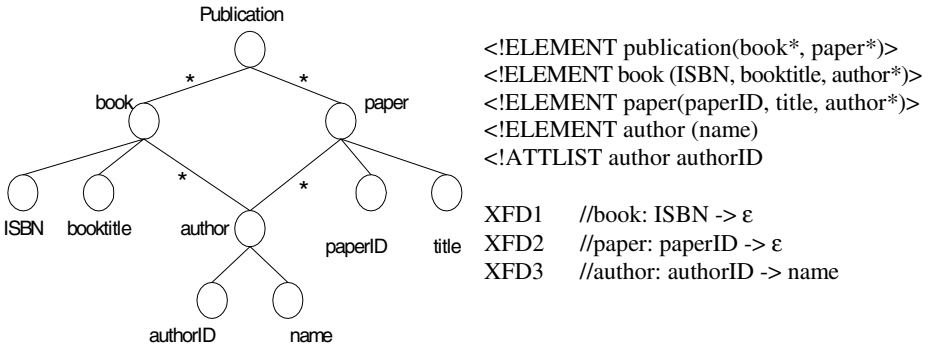 Publication
* *
book paper
* *
ISBN booktitle author paperID title
authorID name
<!ELEMENT publication(book*, paper*)>
<!ELEMENT book (ISBN, booktitle, author*)>
<!ELEMENT paper(paperID, title, author*)>
<!ELEMENT author (name)
<!ATTLIST author authorID
XFD1 //book: ISBN -> ε
XFD2 //paper: paperID -> ε
XFD3 //author: authorID -> name